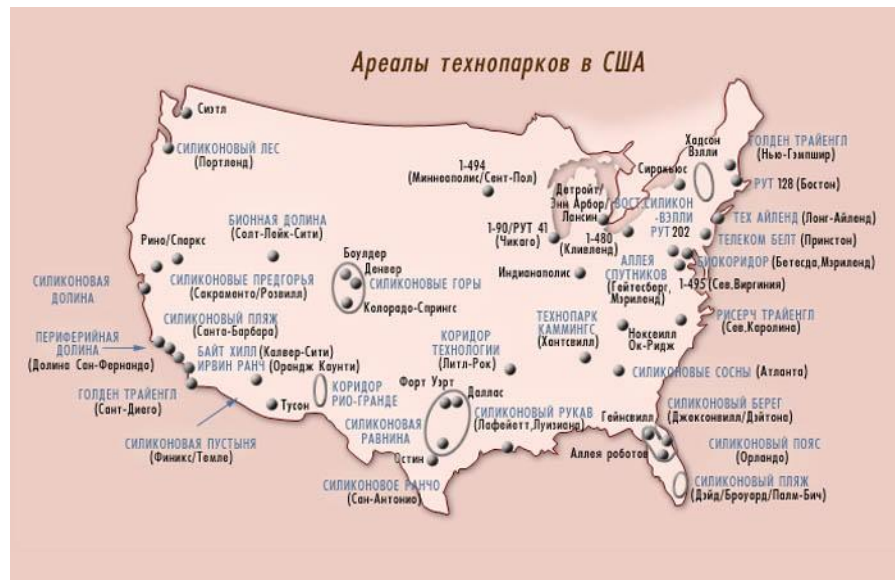 Ареалы технопарков в США
Сиэтл
СИЛИКОНОВЫЙ ЛЕС
(Портленд)
1-494
(Миннеаполис/Сент-Пол)
Детройт/
Энн Арбор/
Лансин
1-90/РУТ 41
(Чикаго)
1-480
(Кливленд)
Сиракьюс
Хадсон
Вэлли
ГОЛДЕН ТРАЙЕНГЛ
(Нью-Гэмпшир)
РУТ 128 (Бостон)
ВОСТ.СИЛИКОН
-ВЭЛЛИ
РУТ 202
ТЕХ АЙЛЕНД (Лонг-Айленд)
ТЕЛЕКОМ БЕЛТ (Принстон)
БИОКОРИДОР (Бетесда,Мэриленд)
1-495 (Сев.Виргиния)
АЛЛЕЯ
СПУТНИКОВ
(Гейтесберг,
Мэриленд)
Индианаполис
БИОННАЯ ДОЛИНА
(Солт-Лейк-Сити)
Рино/Спаркс
Боулдер
Денвер
СИЛИКОНОВЫЕ ГОРЫ
Колорадо-Спрингс
СИЛИКОНОВАЯ
ДОЛИНА
СИЛИКОНОВЫЕ ПРЕДГОРЬЯ
(Сакраменто/Розвилл)
СИЛИКОНОВЫЙ ПЛЯЖ
(Санта-Барбара)
ПЕРИФЕРИЙНАЯ
ДОЛИНА
(Долина Сан-Фернандо)
БАЙТ ХИЛЛ (Калвер-Сити)
ИРВИН РАНЧ (Орандж Каунти)
ГОЛДЕН ТРАЙЕНГЛ
(Сант-Диего)
СИЛИКОНОВАЯ ПУСТЫНЯ
(Финикс/Темпе)
Тусон
КОРИДОР
РИО-ГРАНДЕ
КОРИДОР
ТЕХНОЛОГИИ
(Литл-Рок)
ТЕХНОПАРК
КАММИНГС
(Хантсвилл)
Ноксвилл
Ок-Ридж
РИСЕРЧ ТРАЙЕНГЛ
(Сев.Каролина)
СИЛИКОНОВЫЕ СОСНЫ (Атланта)
Форт Уэрт
Даллас
СИЛИКОНОВАЯ
РАВНИНА
Остин
СИЛИКОНОВОЕ РАНЧО
(Сан-Антонио)
СИЛИКОНОВЫЙ РУКАВ
(Лафейетт,Луизиана)
Гейнсвилл
СИЛИКОНОВЫЙ БЕРЕГ
(Джексонвилл/Дэйтона)
Аллея роботов
СИЛИКОНОВЫЙ ПОЯС
(Орландо)
СИЛИКОНОВЫЙ ПЛЯЖ
(Дэйд/Броуард/Палм-Бич)